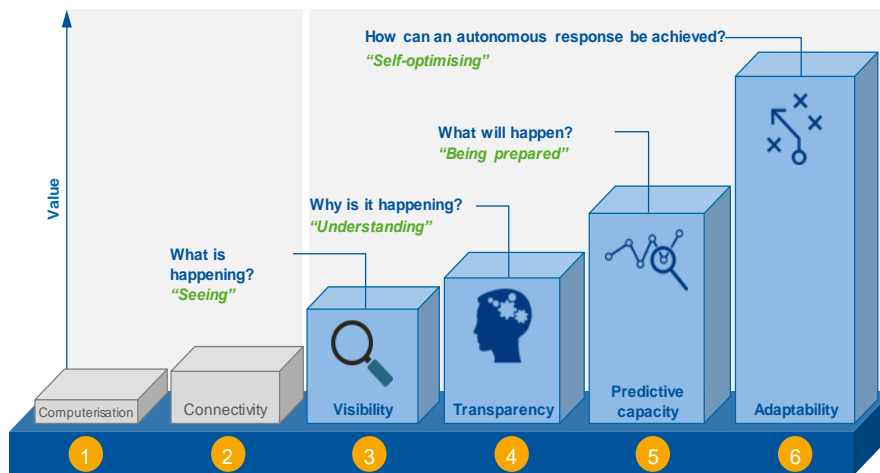 How can an autonomous response be achieved?
“Self-optimising”
What will happen?
“Being prepared”
Why is it happening?
“Understanding”
What is
happening?
“Seeing”
Value
Computerisation
Connectivity
Visibility
Transparency
Predictive
capacity
Adaptability
1
2
3
4
5
6